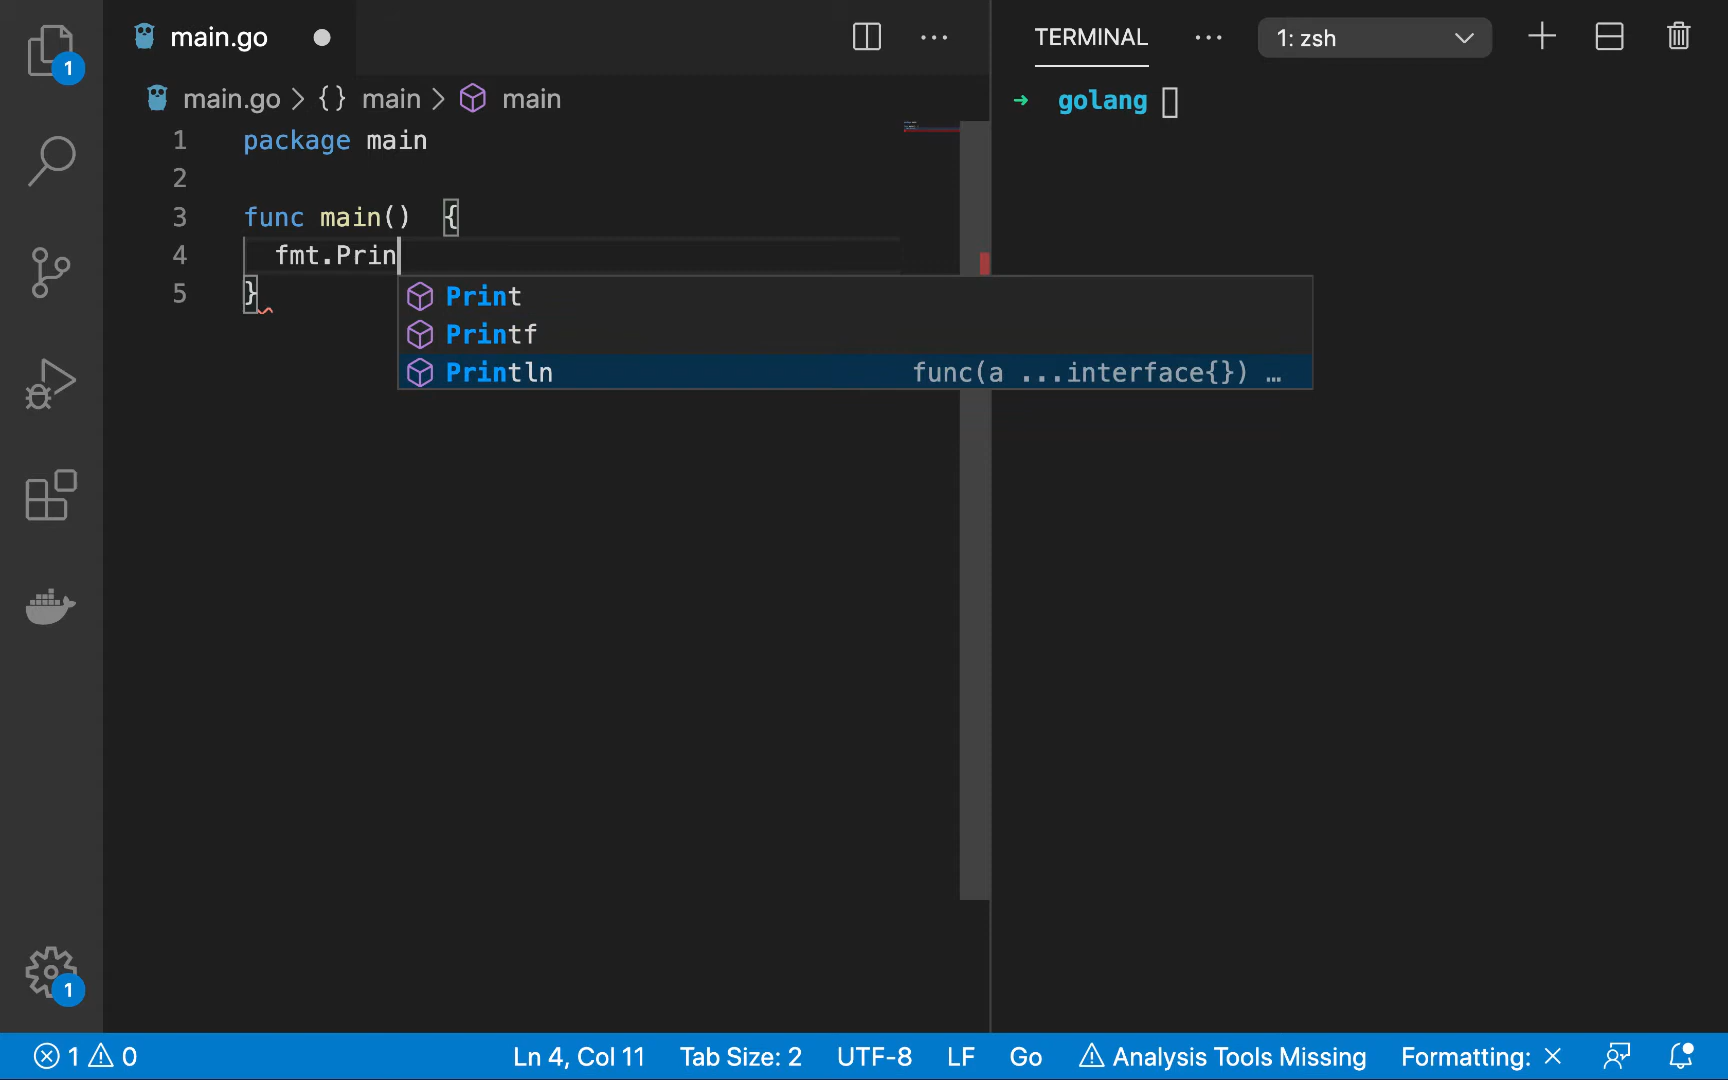 1
main.go
TERMINAL
1: zsh
main.go > {} main > main
→ golang
1 package main
2
3 func main() {
4 fmt.Prin
5 }
Print
Printf
Println func(a ...interface{}) …
1
1 0
Ln 4, Col 11
Tab Size: 2
UTF-8
LF
Go
Analysis Tools Missing
Formatting: ×